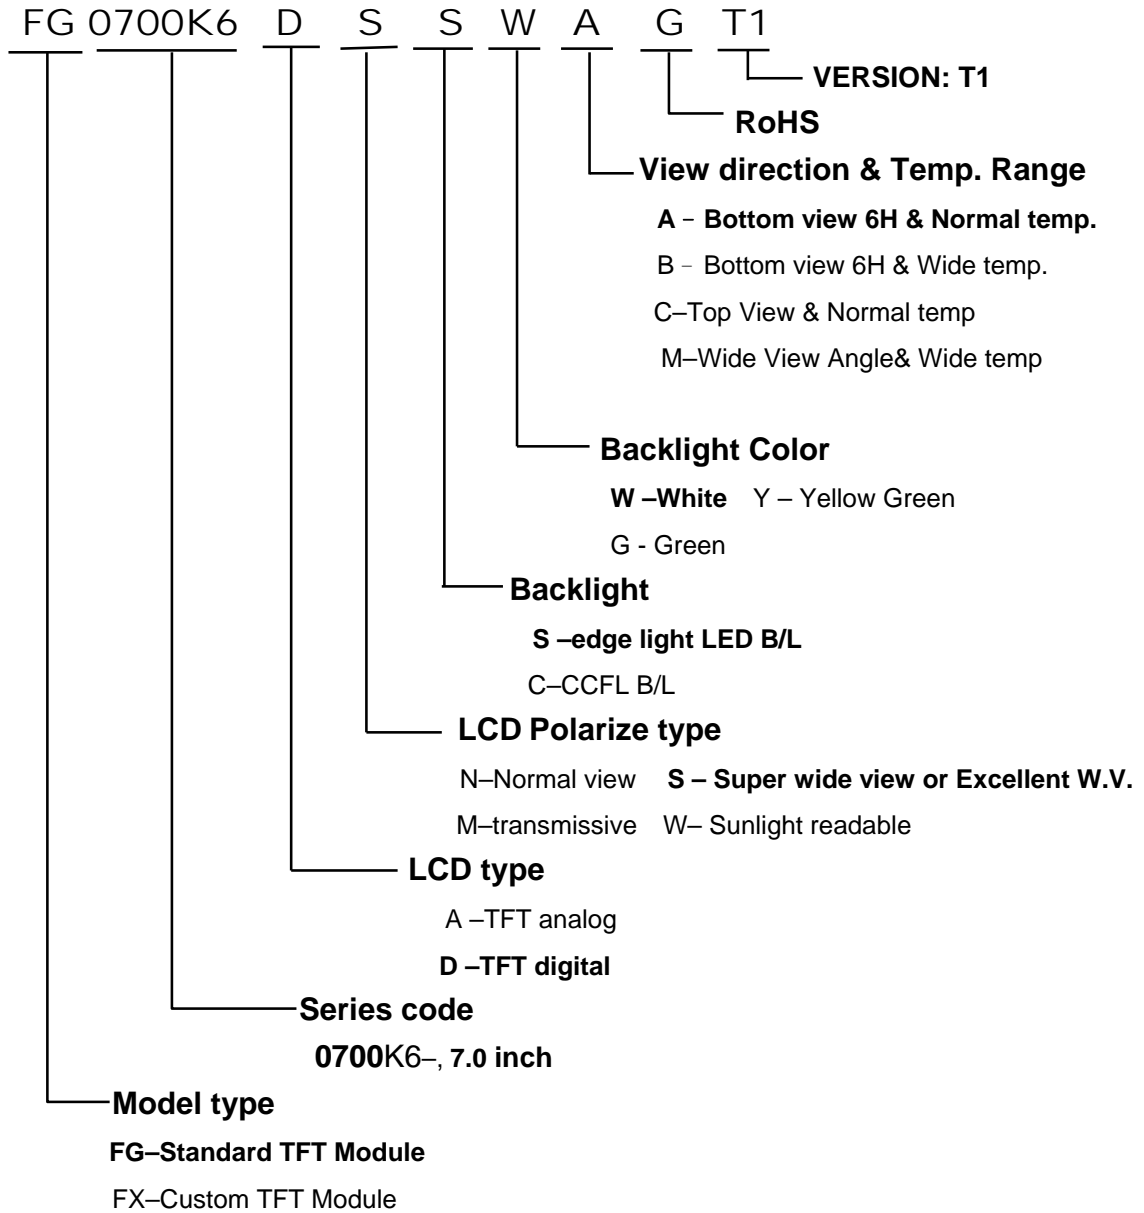 FG 0700K6 D S S W A G T1
VERSION: T1
RoHS
View direction & Temp. Range
A – Bottom view 6H & Normal temp.
B – Bottom view 6H & Wide temp.
C–Top View & Normal temp
M–Wide View Angle& Wide temp
Backlight Color
W –White Y – Yellow Green
G - Green
Backlight
S –edge light LED B/L
C–CCFL B/L
LCD Polarize type
N–Normal view S – Super wide view or Excellent W.V.
M–transmissive W– Sunlight readable
LCD type
A –TFT analog
D –TFT digital
Series code
0700K6–, 7.0 inch
Model type
FG–Standard TFT Module
FX–Custom TFT Module